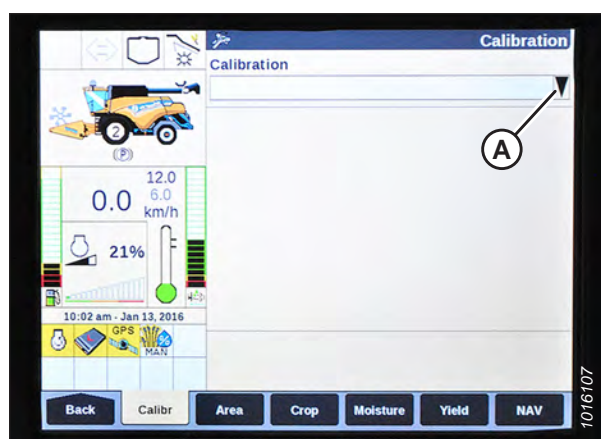 Calibration
Calibration
A
2
(P)
12.0
6.0
0.0
km/h
21%
10:02 am - Jan 13, 2016
GPS
MAN
Back
Calibr
Area
Crop
Moisture
Yield
NAV
1016107